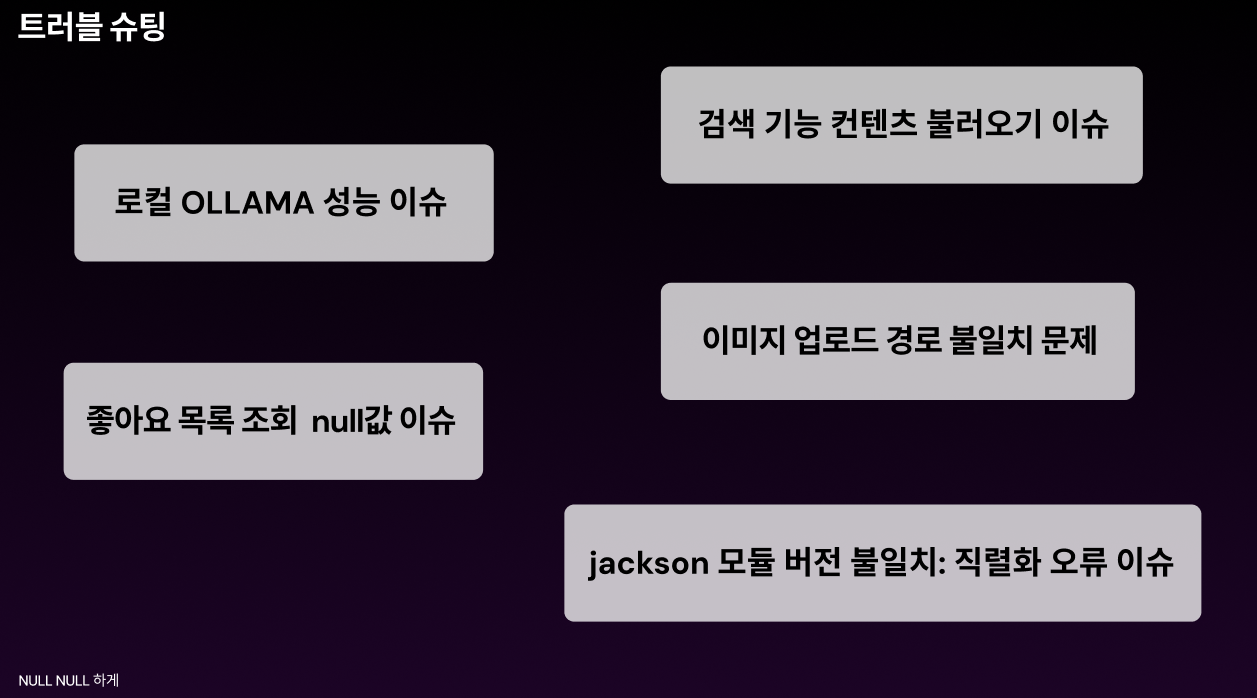 트러블 슈팅
로컬 OLLAMA 성능 이슈
좋아요 목록 조회 null값 이슈
검색 기능 컨텐츠 불러오기 이슈
이미지 업로드 경로 불일치 문제
jackson 모듈 버전 불일치: 직렬화 오류 이슈
NULL NULL 하게